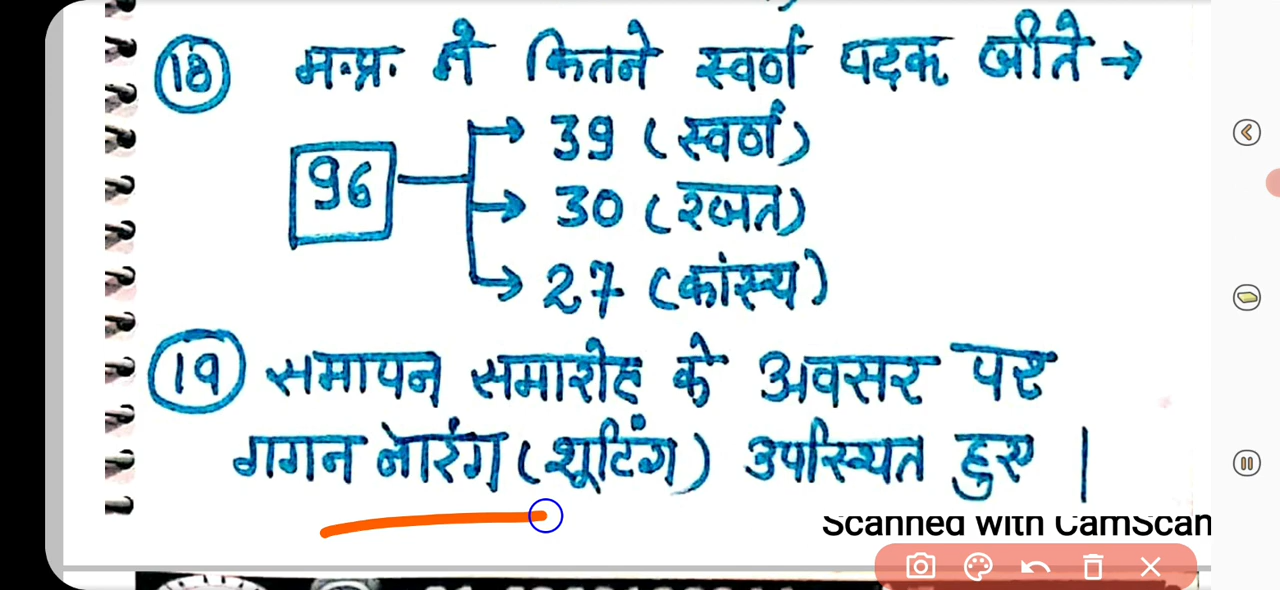 18 म.प्र. ने कितने स्वर्ण पदक जीते →
96 → 39 (स्वर्ण)
→ 30 (रजत)
→ 27 (कांस्य)
19 समापन समारोह के अवसर पर
गगन नारंग (शूटिंग) उपस्थित हुए |
Scanned with CamScan